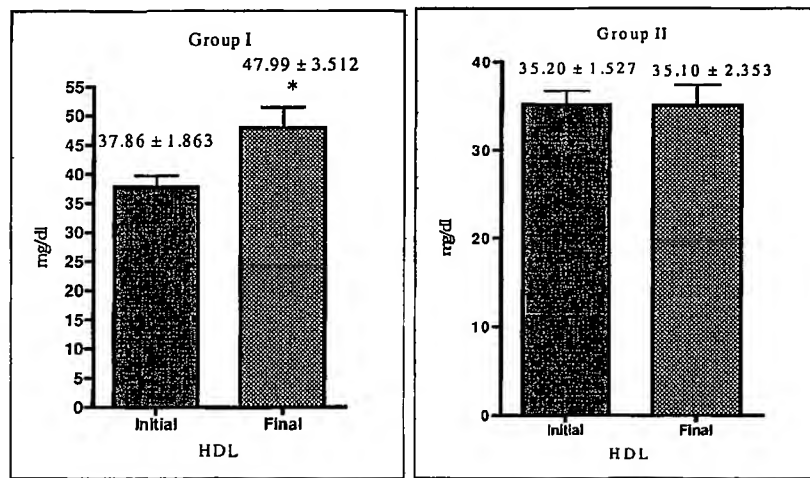 Group I
47.99 ± 3.512
*
37.86 ± 1.863
55
50
45
40
35
30
25
20
15
10
5
0
mg/dl
Initial
Final
HDL
Group II
35.20 ± 1.527
35.10 ± 2.353
40
30
20
10
0
mg/dl
Initial
Final
HDL